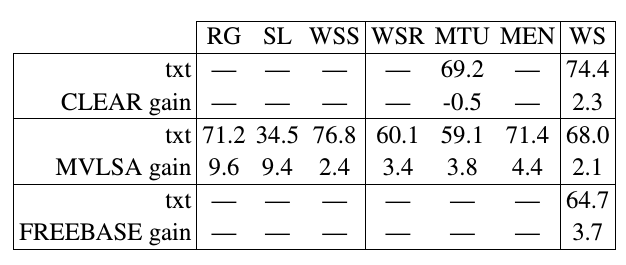 RG SL WSS WSR MTU MEN WS
txt — — — — 69.2 — 74.4
CLEAR gain — — — — -0.5 — 2.3
txt 71.2 34.5 76.8 60.1 59.1 71.4 68.0
MVLSA gain 9.6 9.4 2.4 3.4 3.8 4.4 2.1
txt — — — — — — 64.7
FREEBASE gain — — — — — — 3.7